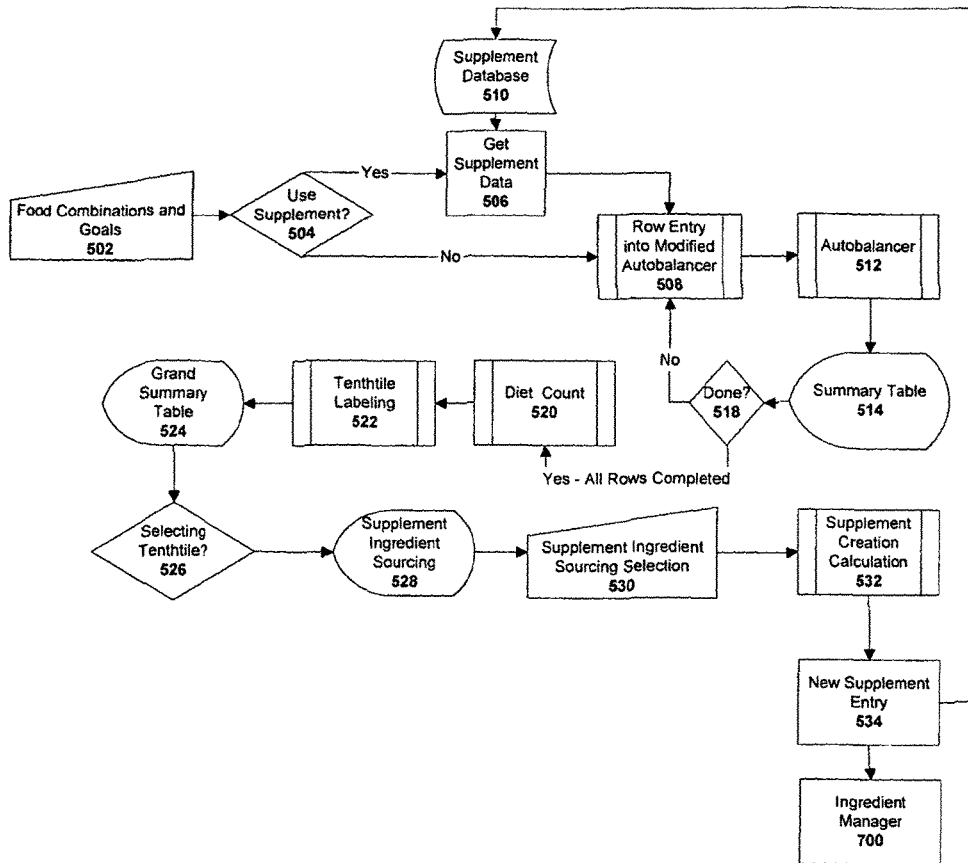 Supplement
Database
510
Get
Supplement
Data
506
Yes
Use
Supplement?
504
Food Combinations and
Goals
502
No
Row Entry
into Modified
Autobalancer
508
Autobalancer
512
Grand
Summary
Table
524
Tenthtile
Labeling
522
Diet Count
520
No
Done?
518
Summary Table
514
Yes - All Rows Completed
Selecting
Tenthtile?
526
Supplement
Ingredient
Sourcing
528
Supplement Ingredient
Sourcing Selection
530
Supplement
Creation
Calculation
532
New Supplement
Entry
534
Ingredient
Manager
700